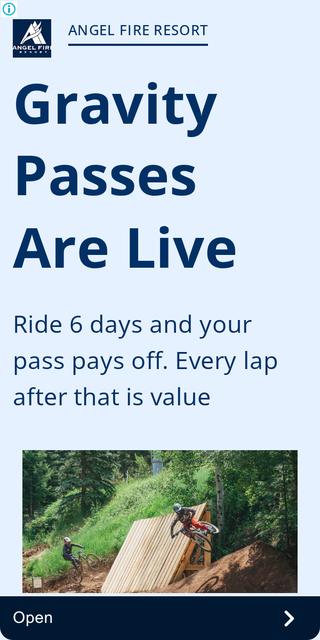 ANGEL FIRE RESORT
ANGEL FIRE
RESORT
Gravity
Passes
Are Live
Ride 6 days and your
pass pays off. Every lap
after that is value
Open